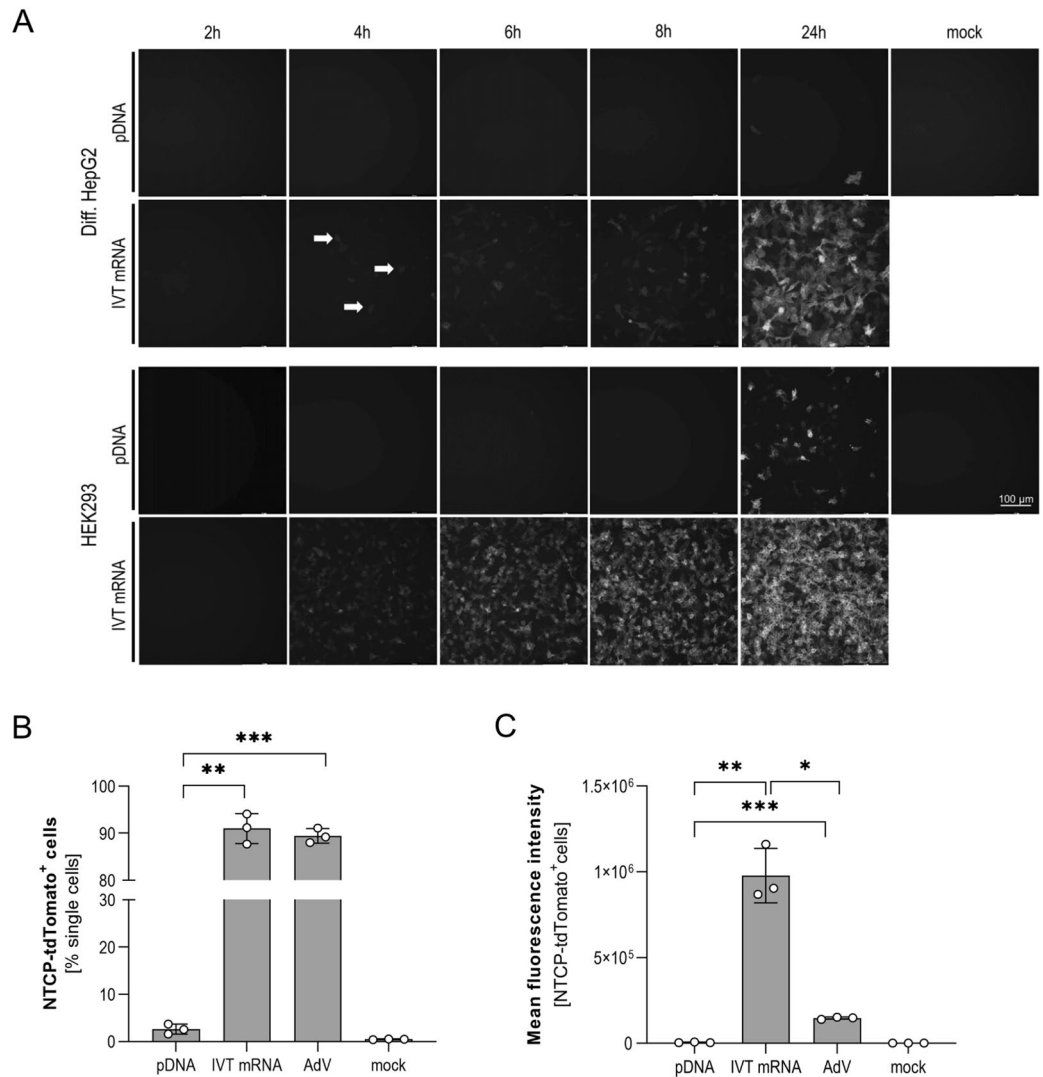 A
2h 4h 6h 8h 24h mock
Diff. HepG2
pDNA
IVT mRNA
HEK293
pDNA
100 µm
IVT mRNA
B
NTCP-tdTomato⁺ cells
[% single cells]
***
**
100
90
80
30
20
10
0
pDNA IVT mRNA AdV mock
C
Mean fluorescence intensity
[NTCP-tdTomato⁺cells]
** *
***
1.5×10⁶
1×10⁶
5×10⁵
0
pDNA IVT mRNA AdV mock